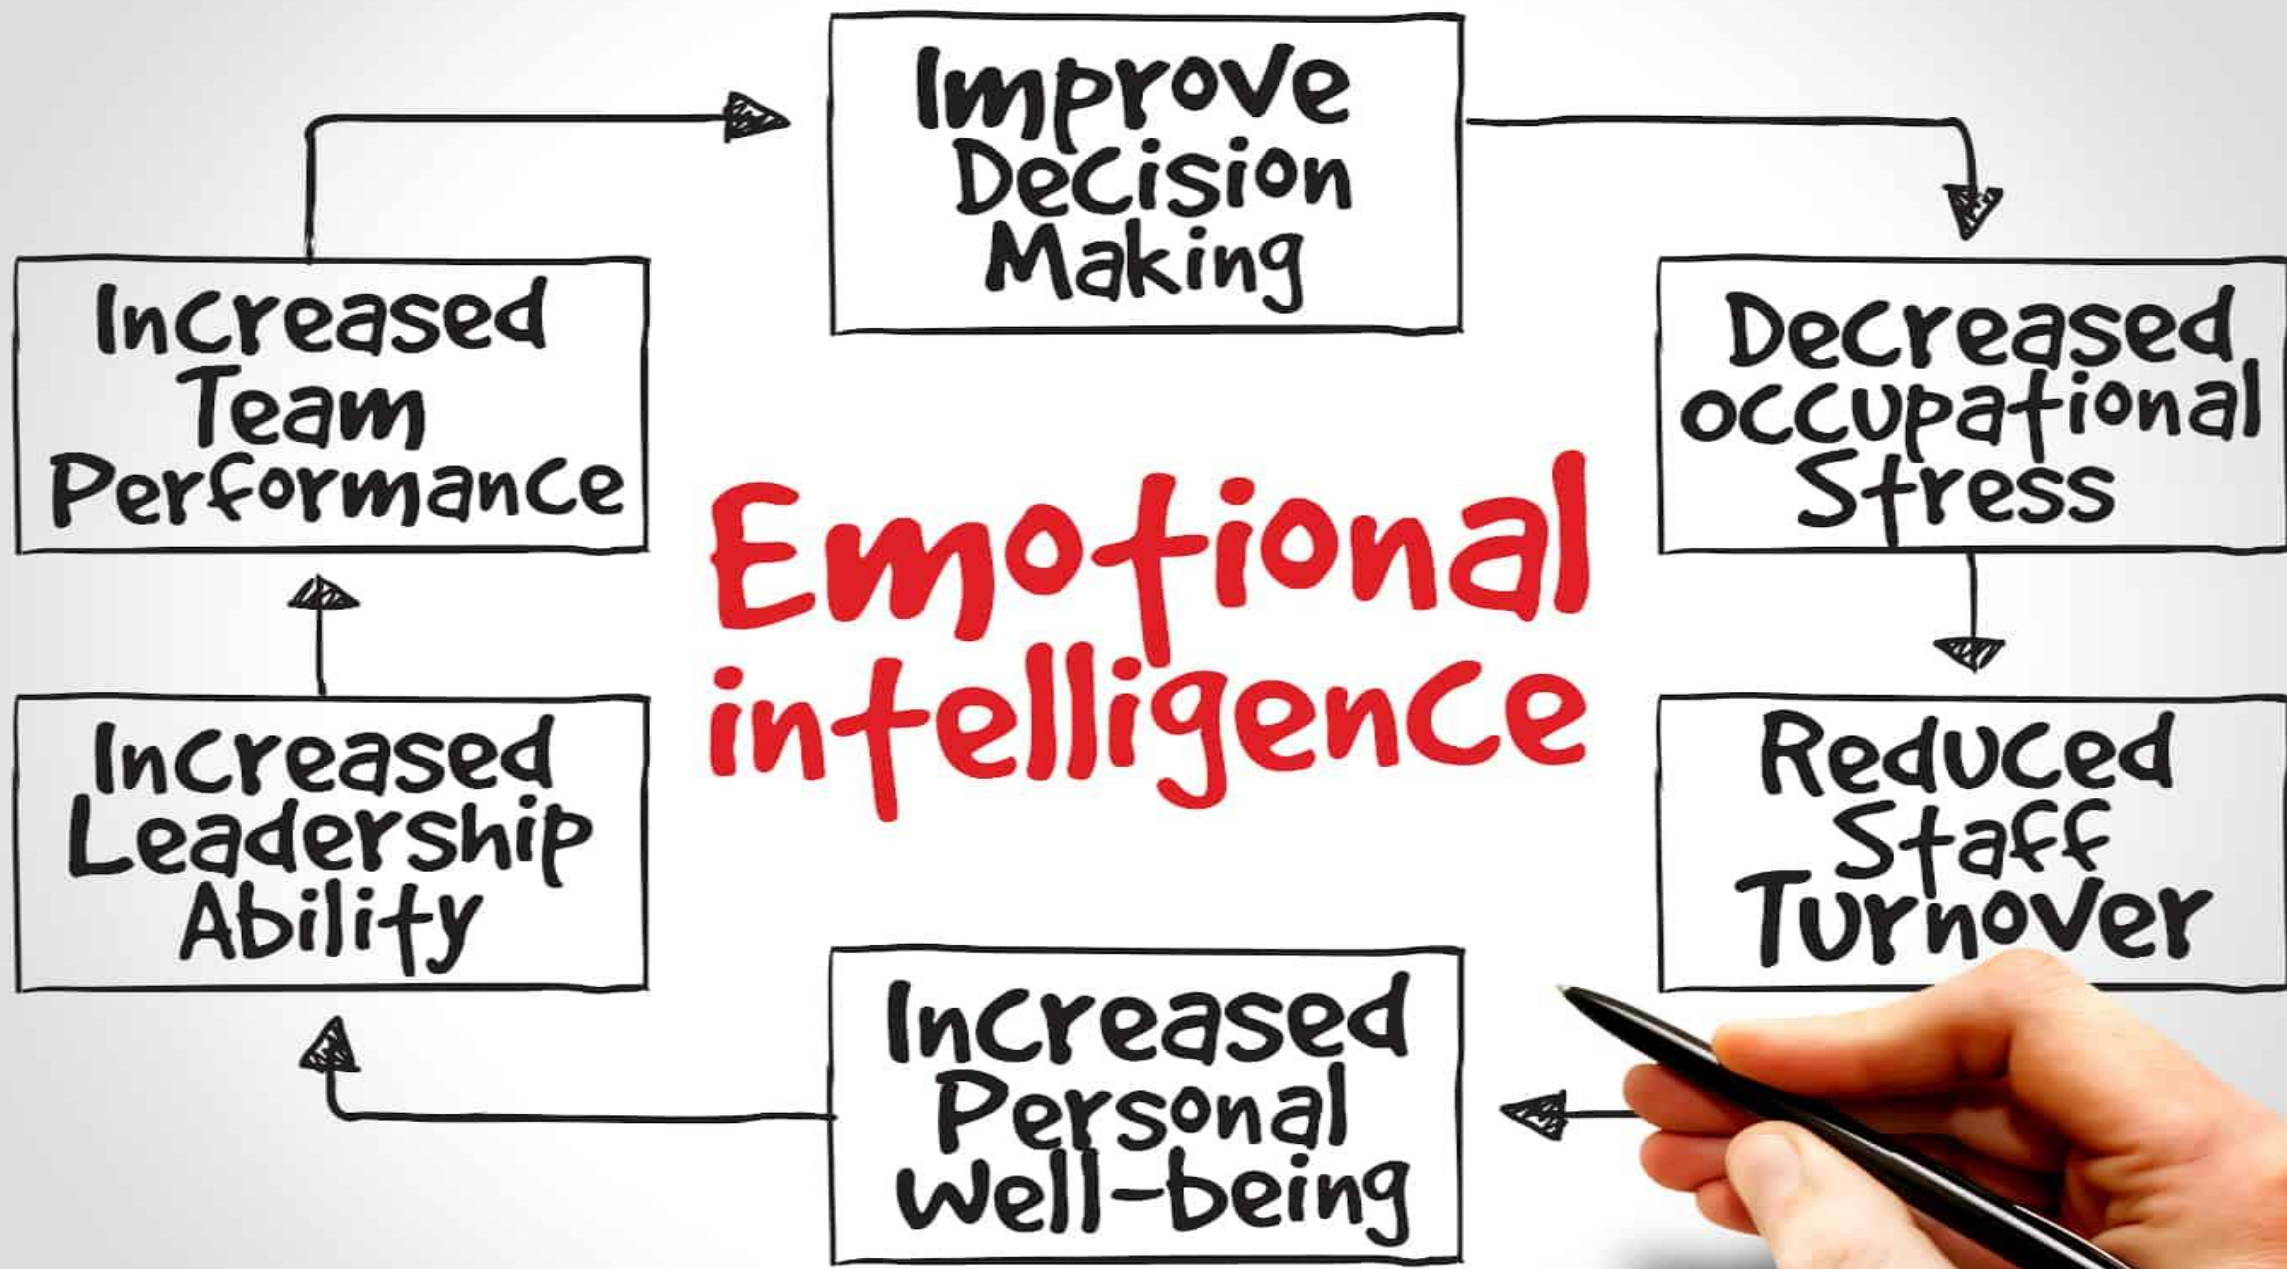 Improve
Decision
Making
Decreased
occupational
Stress
Reduced
Staff
Turnover
Increased
Personal
Well-being
Increased
Leadership
Ability
Increased
Team
Performance
Emotional
intelligence